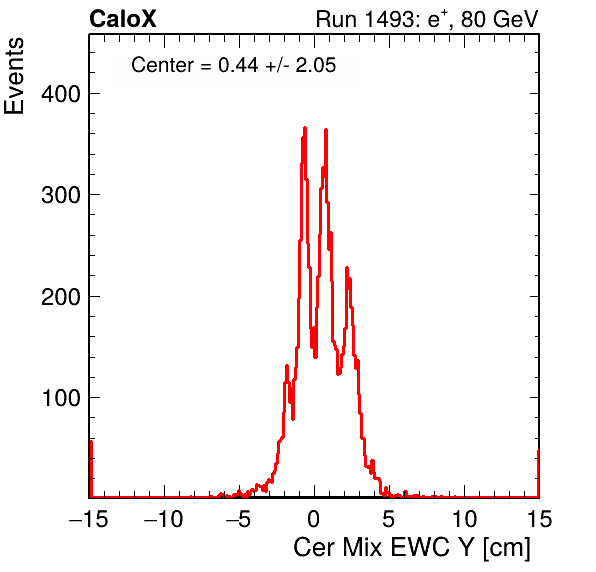 CaloX
Run 1493: e+, 80 GeV
Center = 0.44 +/- 2.05
Events
400
300
200
100
−15 −10 −5 0 5 10 15
Cer Mix EWC Y [cm]